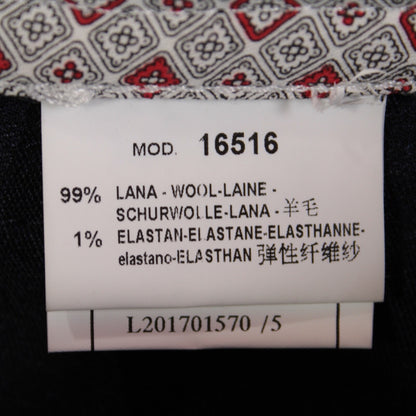 MOD. 16516
99% LANA - WOOL-LAINE -
SCHURWOLLE-LANA - 羊毛
1% ELASTAN-ELASTANE-ELASTHANNE-
elastano-ELASTHAN 弹性纤维纱
L201701570 /5